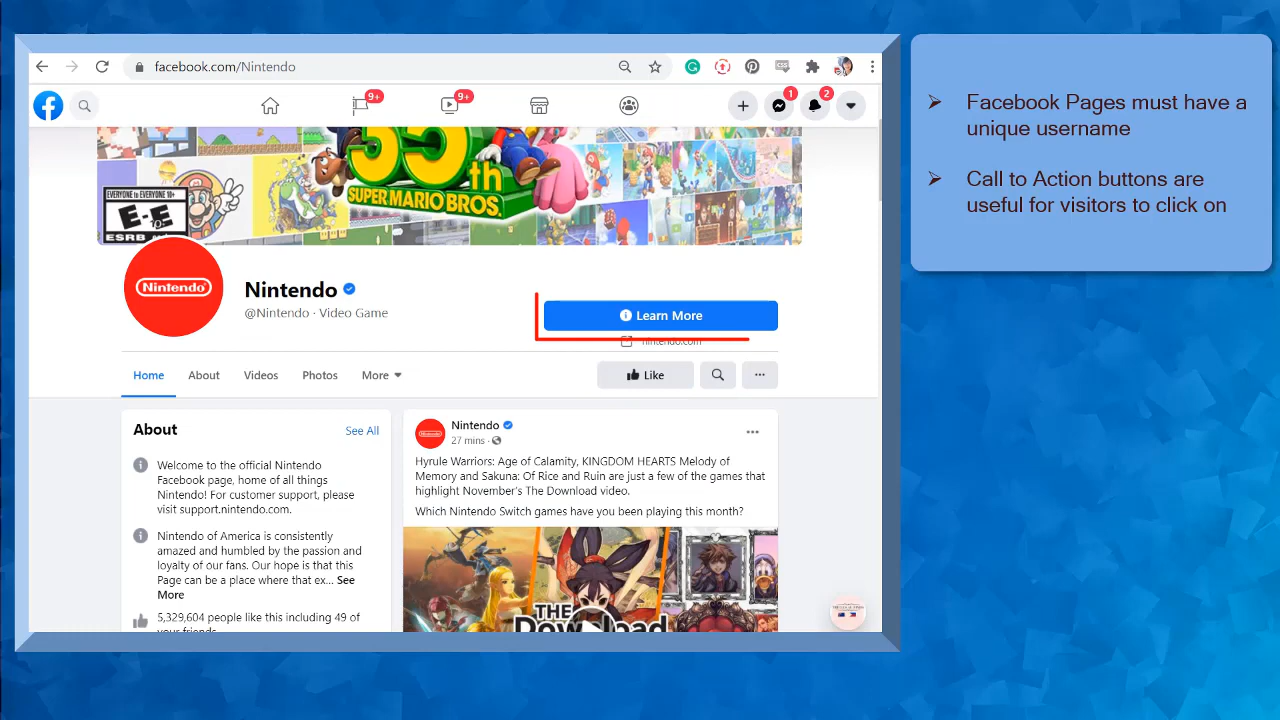 facebook.com/Nintendo
9+
9+
1
2
35th
SUPER MARIO BROS.
EVERYONE to EVERYONE 10+
E-E
10+
ESRB
Nintendo
Nintendo
@Nintendo · Video Game
Learn More
nintendo.com
Home
About
Videos
Photos
More
Like
About
See All
Welcome to the official Nintendo
Facebook page, home of all things
Nintendo! For customer support, please
visit support.nintendo.com.
Nintendo of America is consistently
amazed and humbled by the passion and
loyalty of our fans. Our hope is that this
Page can be a place where that ex... See
More
5,329,604 people like this including 49 of
your friends
Nintendo
Nintendo
27 mins ·
Hyrule Warriors: Age of Calamity, KINGDOM HEARTS Melody of
Memory and Sakuna: Of Rice and Ruin are just a few of the games that
highlight November's The Download video.
Which Nintendo Switch games have you been playing this month?
THE
Download
Facebook Pages must have a
unique username
Call to Action buttons are
useful for visitors to click on